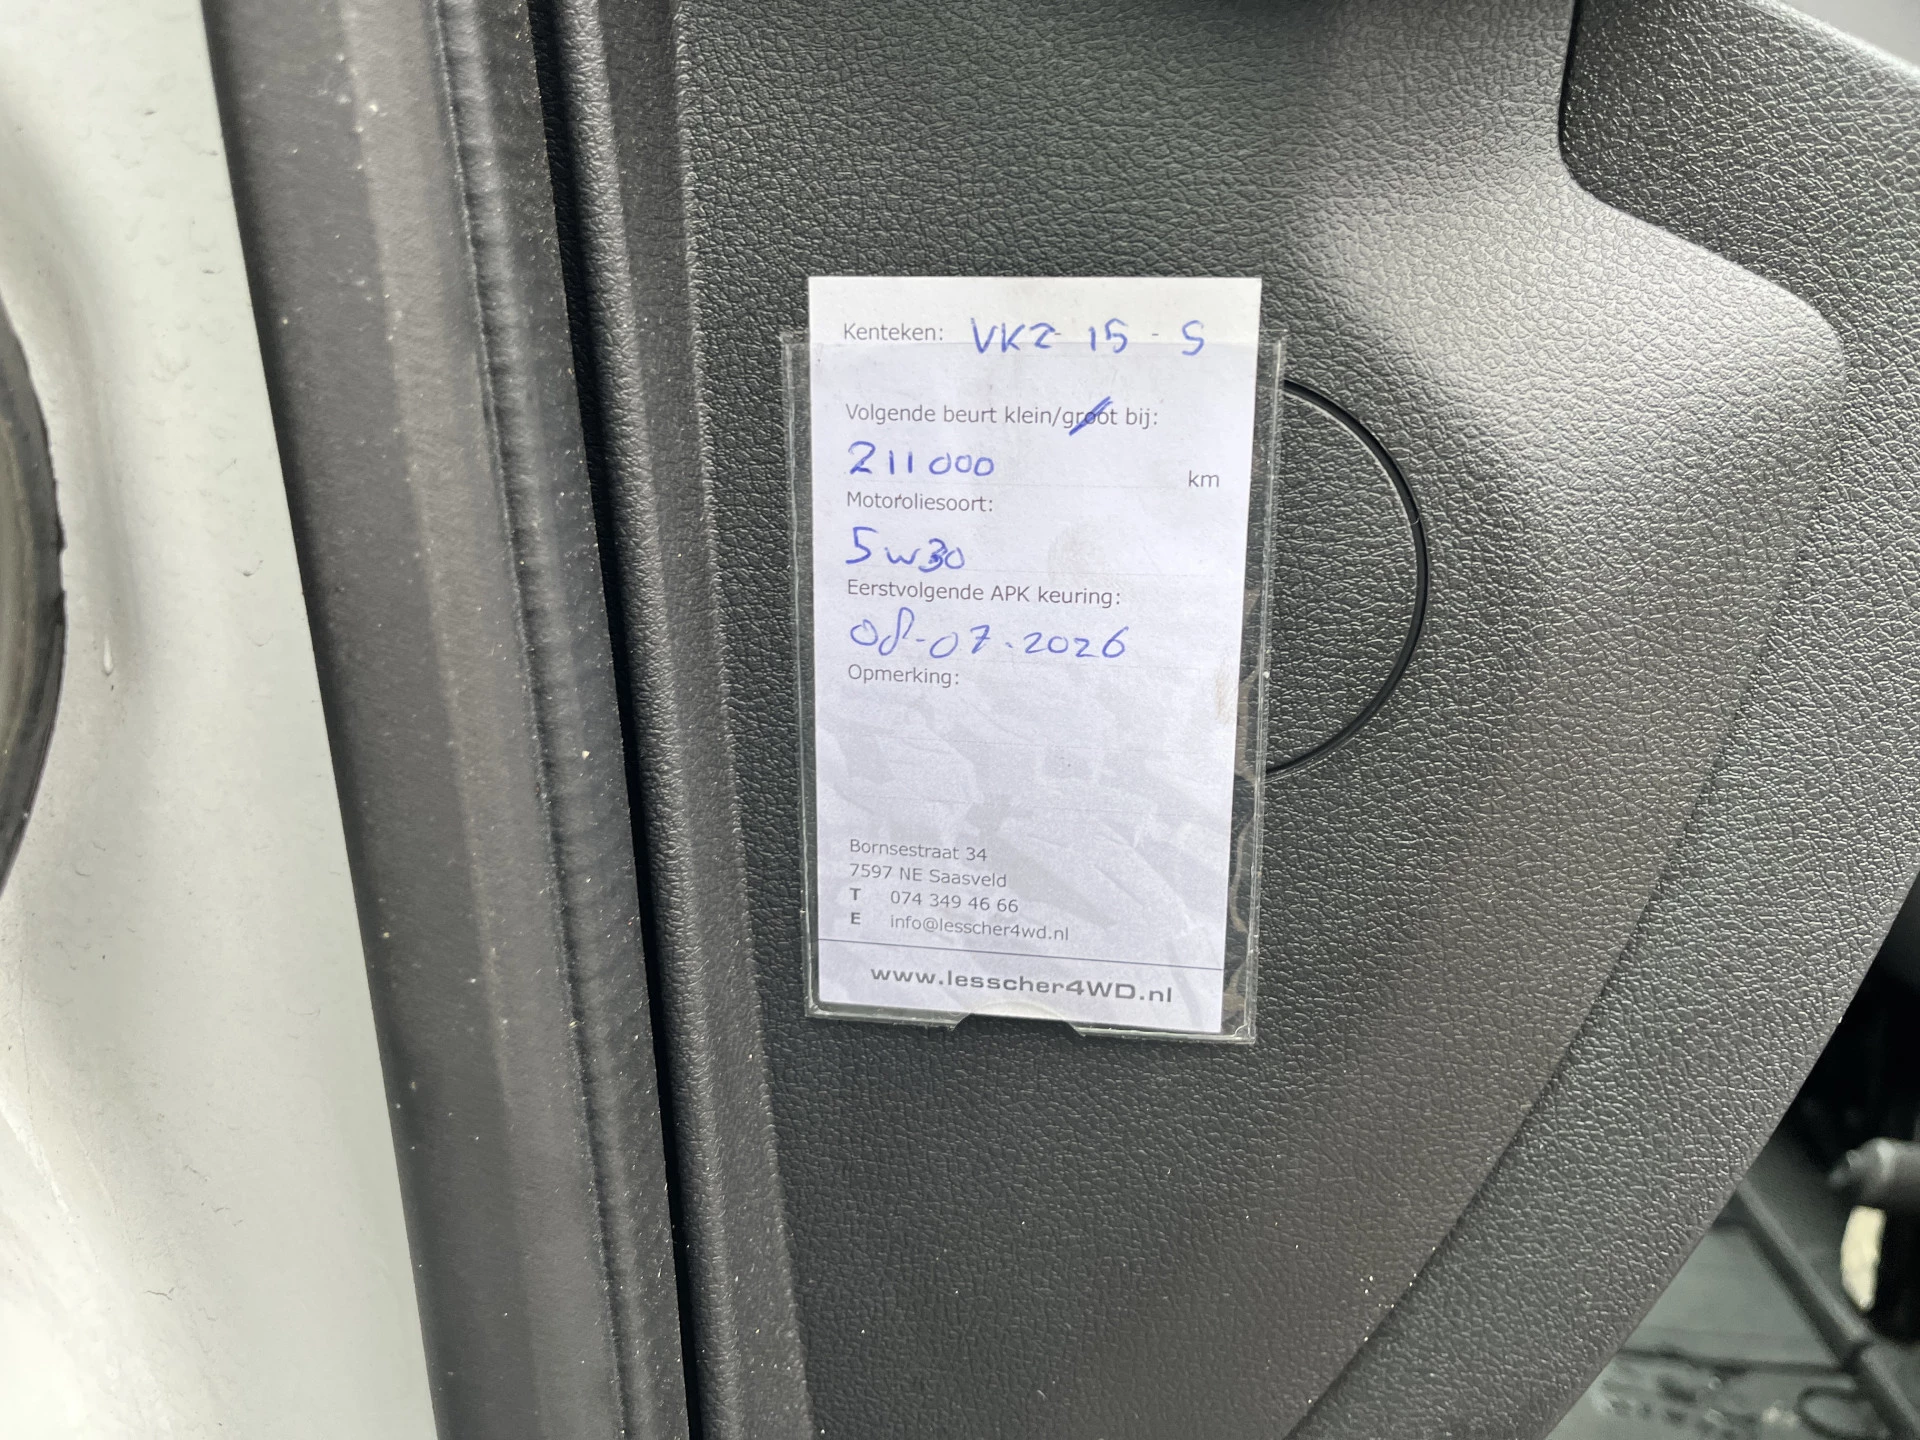 Kenteken: VKZ-15-S
Volgende beurt klein/groot bij:
211000 km
Motoroliesoort:
5w30
Eerstvolgende APK keuring:
08-07-2026
Opmerking:
Bornsestraat 34
7597 NE Saasveld
T 074 349 46 66
E info@lesscher4wd.nl
www.lesscher4WD.nl